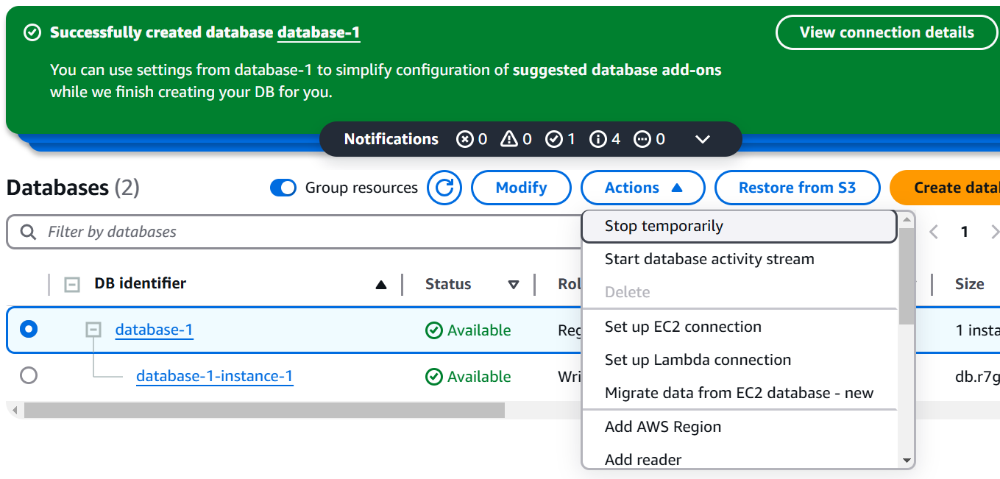 Successfully created database database-1
View connection details
You can use settings from database-1 to simplify configuration of suggested database add-ons
while we finish creating your DB for you.
Notifications 0 0 1 4 0
Databases (2)
Group resources
Modify
Actions
Restore from S3
Create datab
Filter by databases
1
Stop temporarily
Start database activity stream
Delete
Set up EC2 connection
Set up Lambda connection
Migrate data from EC2 database - new
Add AWS Region
Add reader
DB identifier Status Rol Size
database-1 Available Reg 1 insta
database-1-instance-1 Available Wri db.r7g